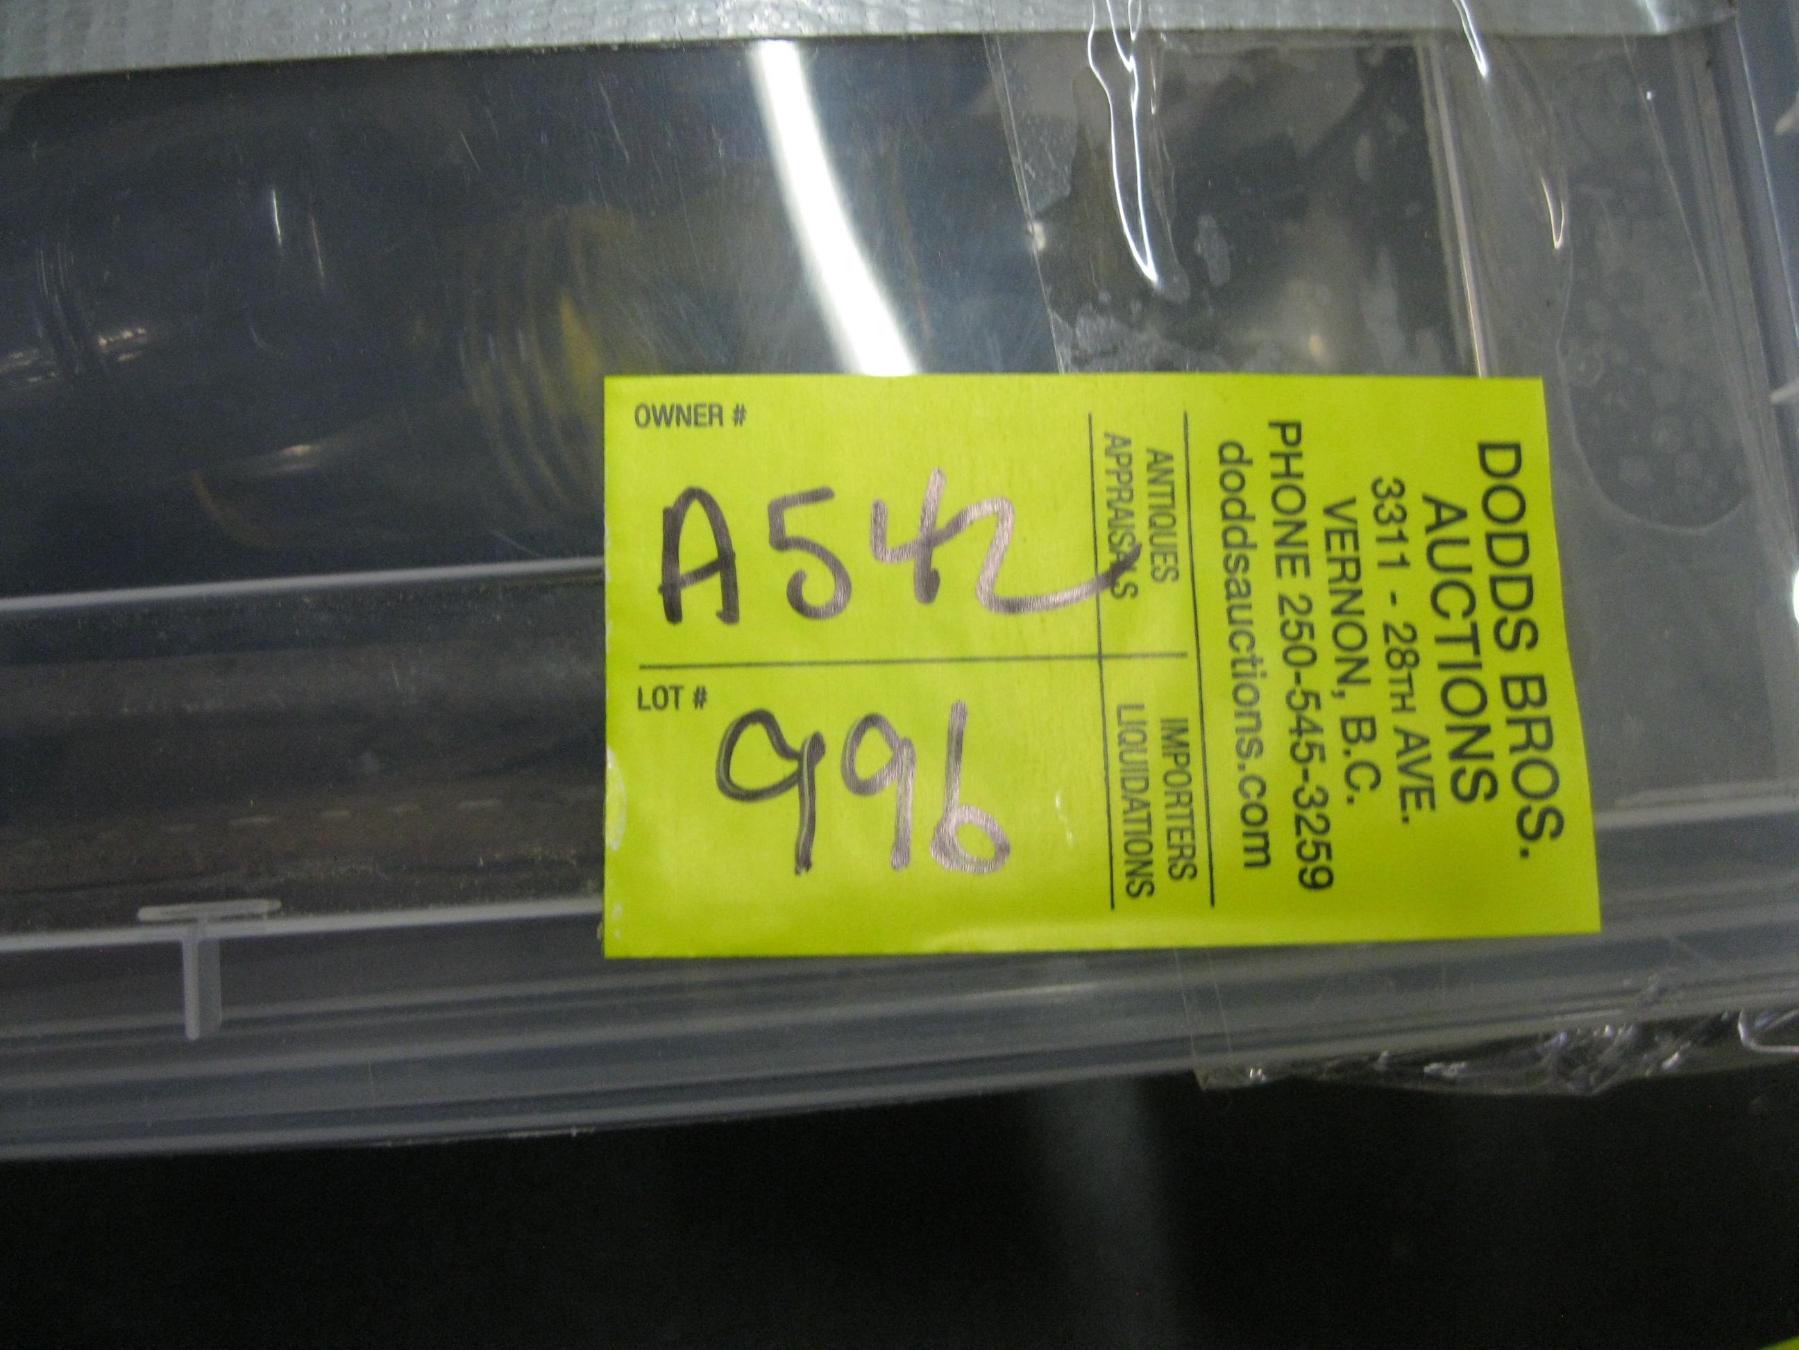 OWNER #
A542
LOT #
996
DODDS BROS.
AUCTIONS
3311 - 28TH AVE.
VERNON, B.C.
PHONE 250-545-3259
doddsauctions.com
ANTIQUES IMPORTERS
APPRAISALS LIQUIDATIONS